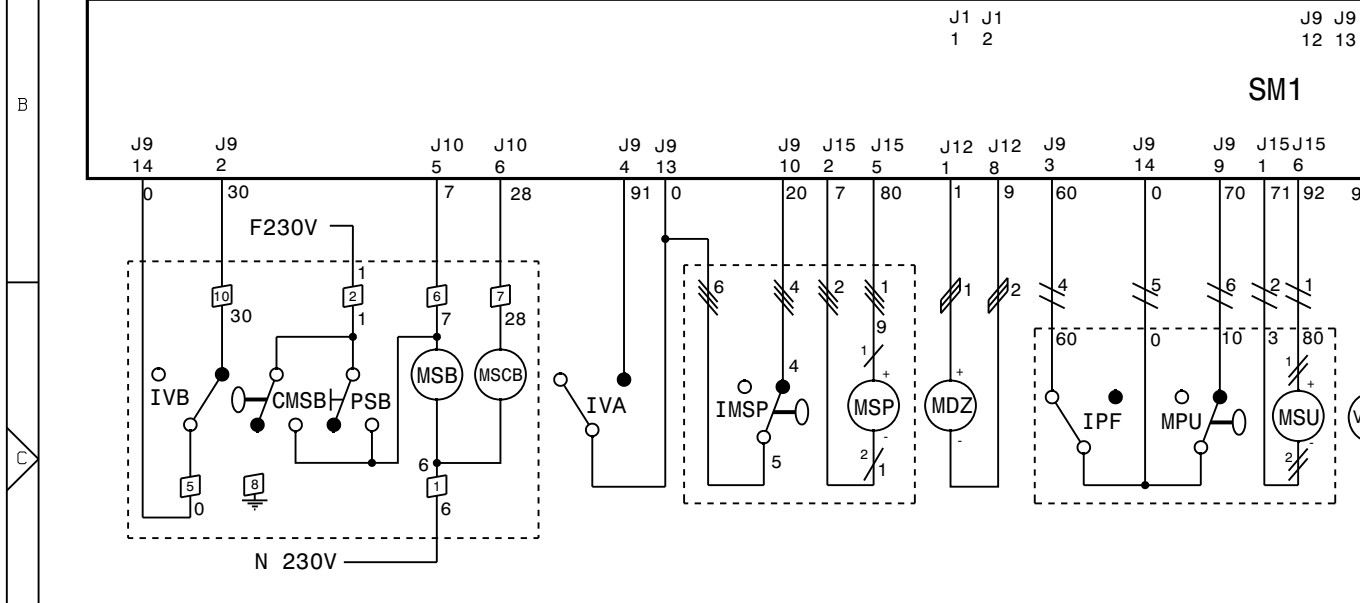 J1 J1 J9 J9
1 2 12 13
B
SM1
J9 J9 J10 J10 J9 J9 J9 J15 J15 J12 J12 J9 J9 J9 J15 J15
14 2 5 6 4 13 10 2 5 1 8 3 14 9 1 6
0 30 7 28 91 0 20 7 80 1 9 60 0 70 71 92 9
F230V
1
10 2 6 7 6 4 2 1 1 2 4 5 6 2 1
30 1 7 28 9
60 0 10 3 80
1 4 1
+ + +
IVB CMSB PSB MSB MSCB IVA IMSP MSP MDZ IPF MPU MSU V
- - -
C
6 5 2 1 2
5 8 1
0 6
N 230V